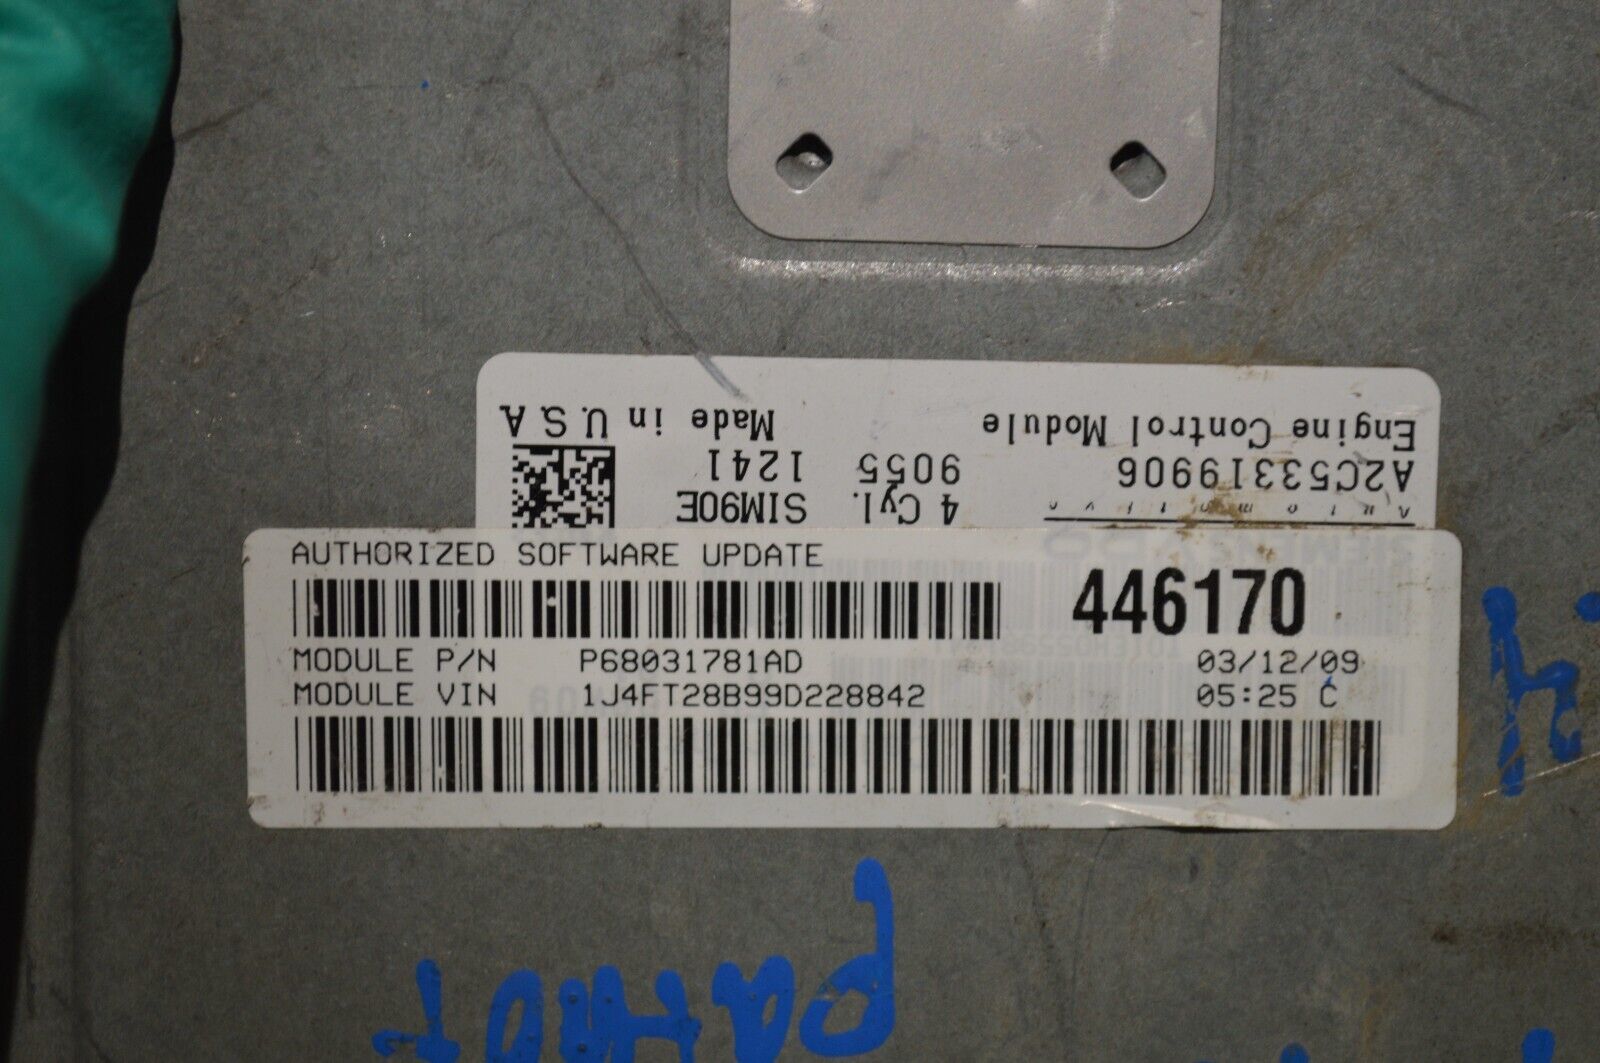 AUTHORIZED SOFTWARE UPDATE
446170
MODULE P/N P68031781AD 03/12/09
MODULE VIN 1J4FT28B99D228842 05:25 C
Automotive
4 Cyl. SIM90E
A2C53319906 9055 1241
Engine Control Module Made in U.S.A